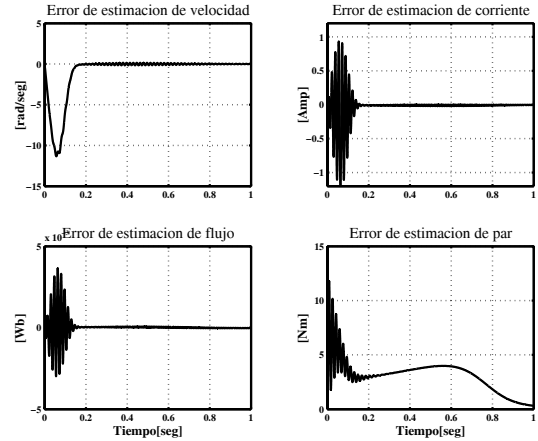 Error de estimacion de velocidad
5
0
−5
−10
−15
[rad/seg]
0 0.2 0.4 0.6 0.8 1
Error de estimacion de corriente
1
0.5
0
−0.5
−1
[Amp]
0 0.2 0.4 0.6 0.8 1
Error de estimacion de flujo
x 10
5
0
−5
[Wb]
0 0.2 0.4 0.6 0.8 1
Tiempo[seg]
Error de estimacion de par
15
10
5
0
[Nm]
0 0.2 0.4 0.6 0.8 1
Tiempo[seg]